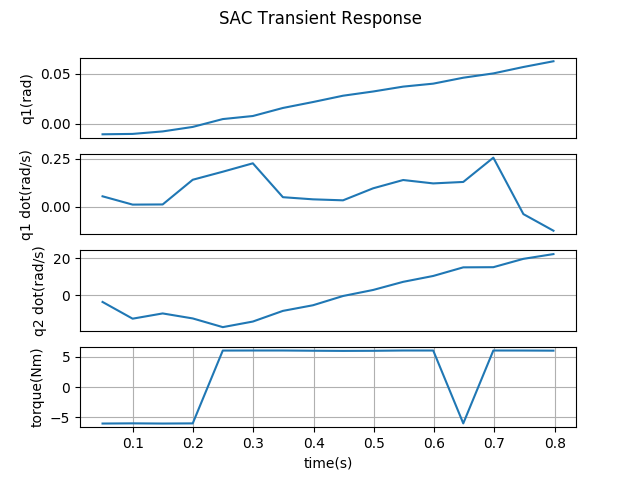 SAC Transient Response
q1(rad)
0.05
0.00
q1 dot(rad/s)
0.25
0.00
q2 dot(rad/s)
20
0
torque(Nm)
5
0
−5
0.1 0.2 0.3 0.4 0.5 0.6 0.7 0.8
time(s)